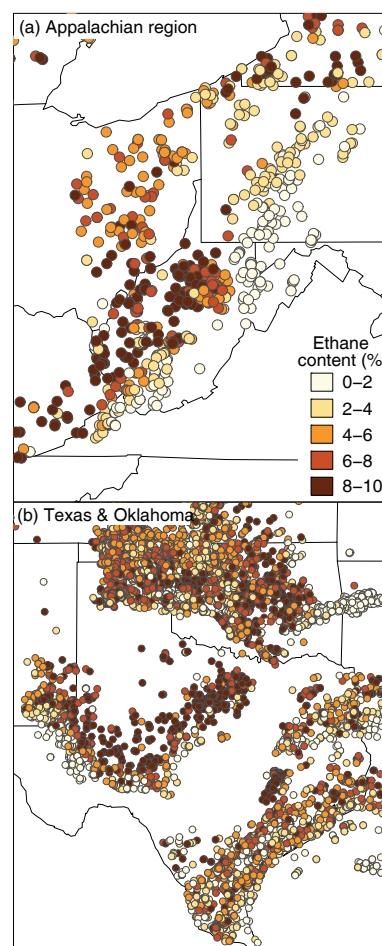 (a) Appalachian region
Ethane
content (%
0–2
2–4
4–6
6–8
8–10
(b) Texas & Oklahoma